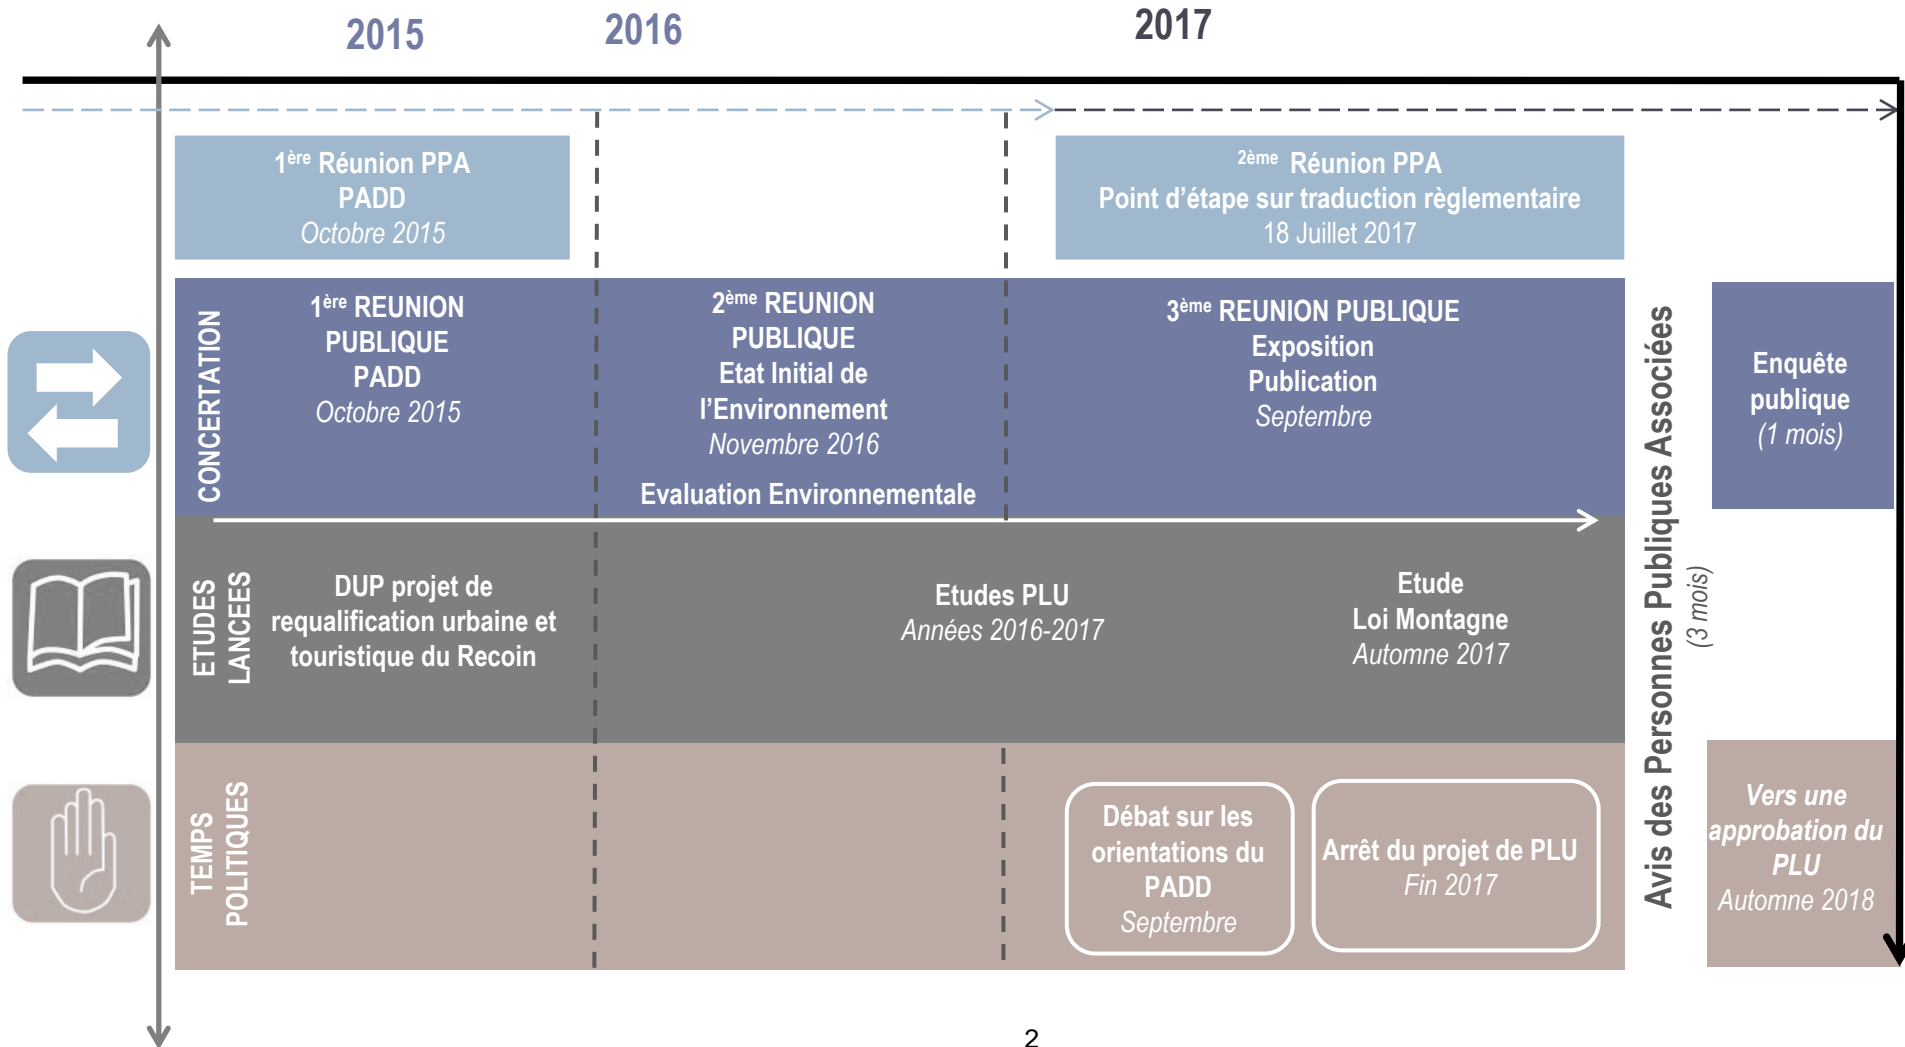 2015
2016
2017
1ère Réunion PPA
PADD
Octobre 2015
2ème Réunion PPA
Point d'étape sur traduction règlementaire
18 Juillet 2017
CONCERTATION
1ère REUNION
PUBLIQUE
PADD
Octobre 2015
2ème REUNION
PUBLIQUE
Etat Initial de
l'Environnement
Novembre 2016
Evaluation Environnementale
3ème REUNION PUBLIQUE
Exposition
Publication
Septembre
ETUDES
LANCEES
DUP projet de
requalification urbaine et
touristique du Recoin
Etudes PLU
Années 2016-2017
Etude
Loi Montagne
Automne 2017
TEMPS
POLITIQUES
Débat sur les
orientations du
PADD
Septembre
Arrêt du projet de PLU
Fin 2017
Avis des Personnes Publiques Associées
(3 mois)
Enquête
publique
(1 mois)
Vers une
approbation du
PLU
Automne 2018
2